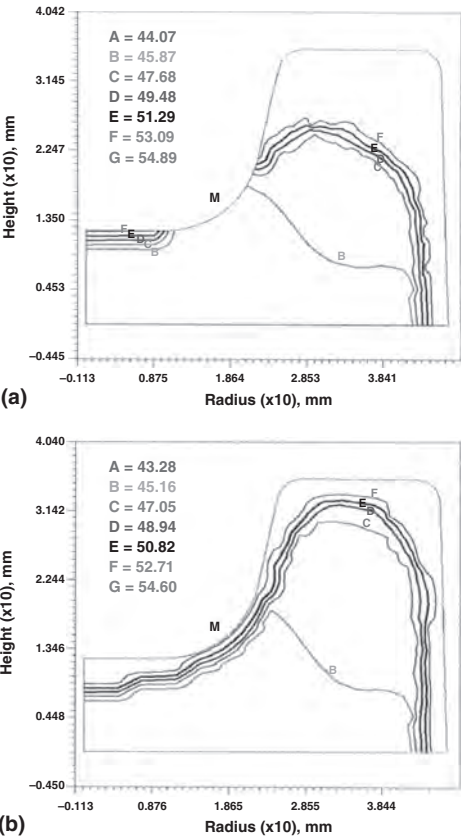 4.042
3.145
2.247
1.350
0.453
−0.445
Height (x10), mm
A = 44.07
B = 45.87
C = 47.68
D = 49.48
E = 51.29
F = 53.09
G = 54.89
M
F
E
D
C
B
F
E
D
C
B
−0.113 0.875 1.864 2.853 3.841
Radius (x10), mm
(a)
4.040
3.142
2.244
1.346
0.448
−0.450
Height (x10), mm
A = 43.28
B = 45.16
C = 47.05
D = 48.94
E = 50.82
F = 52.71
G = 54.60
M
F
E
D
C
B
−0.113 0.876 1.865 2.855 3.844
Radius (x10), mm
(b)